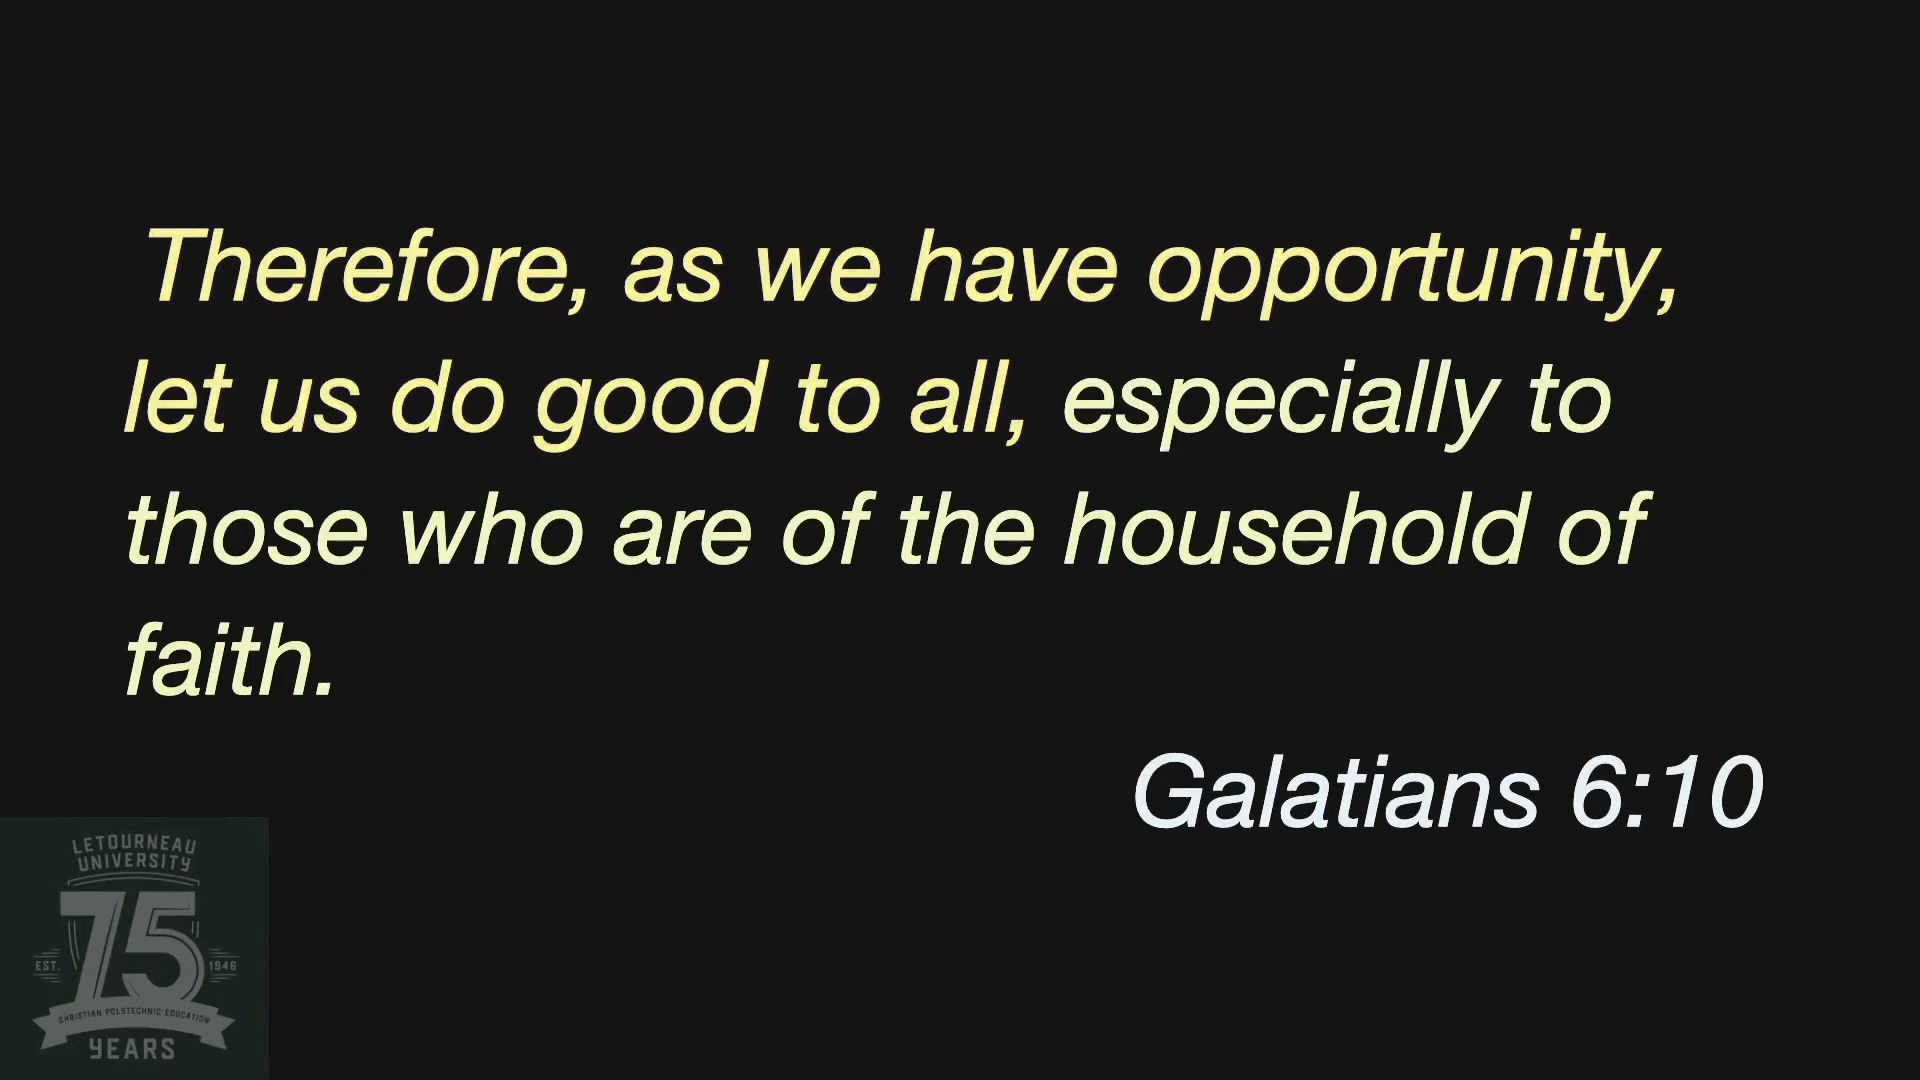 Therefore, as we have opportunity,
let us do good to all, especially to
those who are of the household of
faith.
Galatians 6:10
LETOURNEAU
UNIVERSITY
75
EST. 1946
CHRISTIAN POLYTECHNIC EDUCATION
YEARS